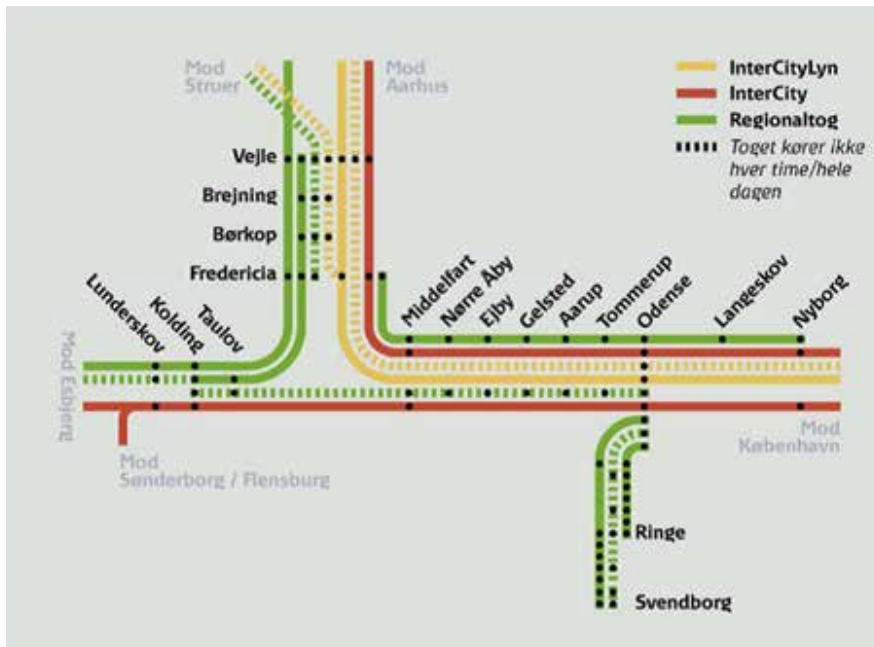 Mod
Struer
Mod
Aarhus
InterCityLyn
InterCity
Regionaltog
Toget kører ikke
hver time/hele
dagen
Vejle
Brejning
Børkop
Fredericia
Lunderskov
Kolding
Taulov
Middelfart
Nørre Åby
Ejby
Gelsted
Aarup
Tommerup
Odense
Langeskov
Nyborg
Mod Esbjerg
Mod
Sønderborg / Flensburg
Mod
København
Ringe
Svendborg